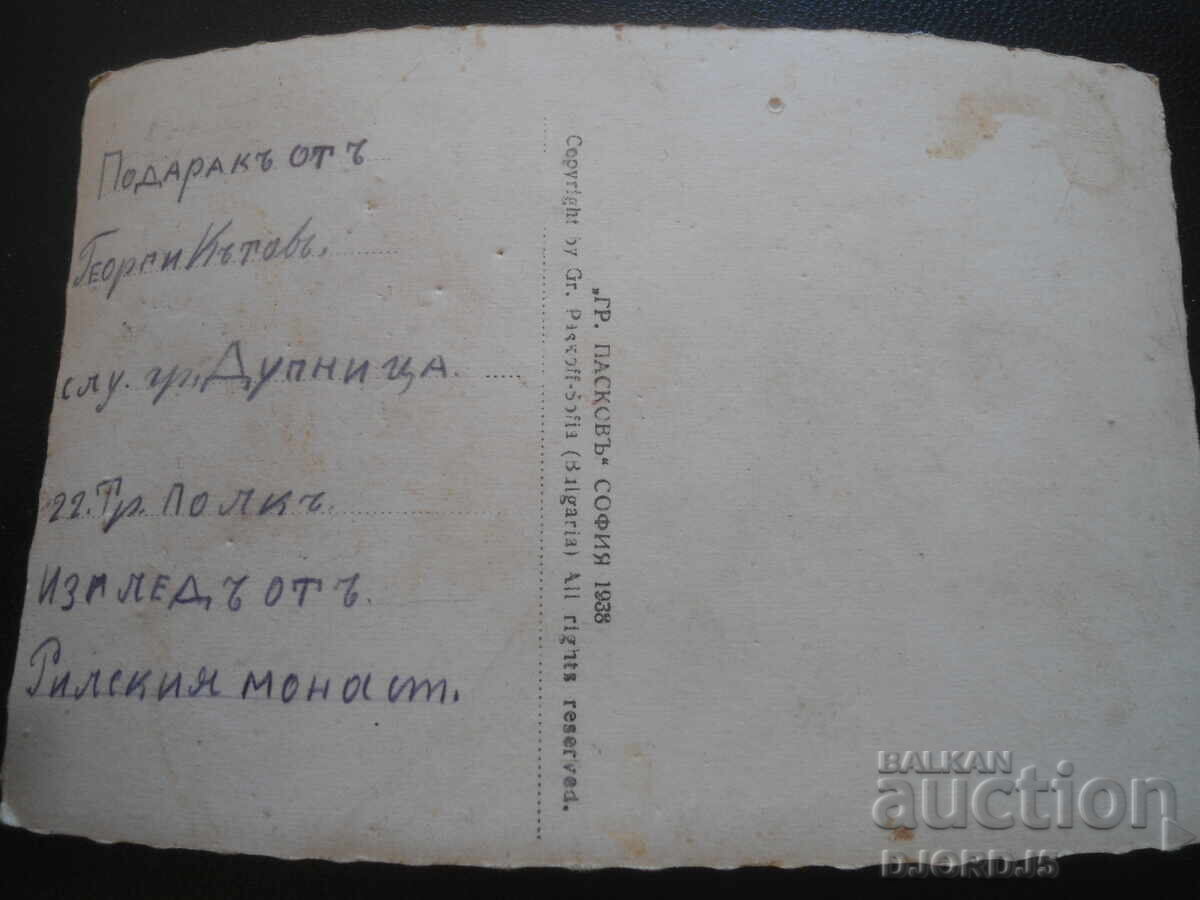 Подаракъ отъ
Георги Кътовъ.
слу. гр. Дупница.
22. Тр. Полкъ.
Изгледъ отъ.
Рилския монаст.
Copyright by Gr. Paskoff-Sofia (Bulgaria) All rights reserved.
„ГР. ПАСКОВЪ“ СОФИЯ 1938
BALKAN
auction
DJORDJ5